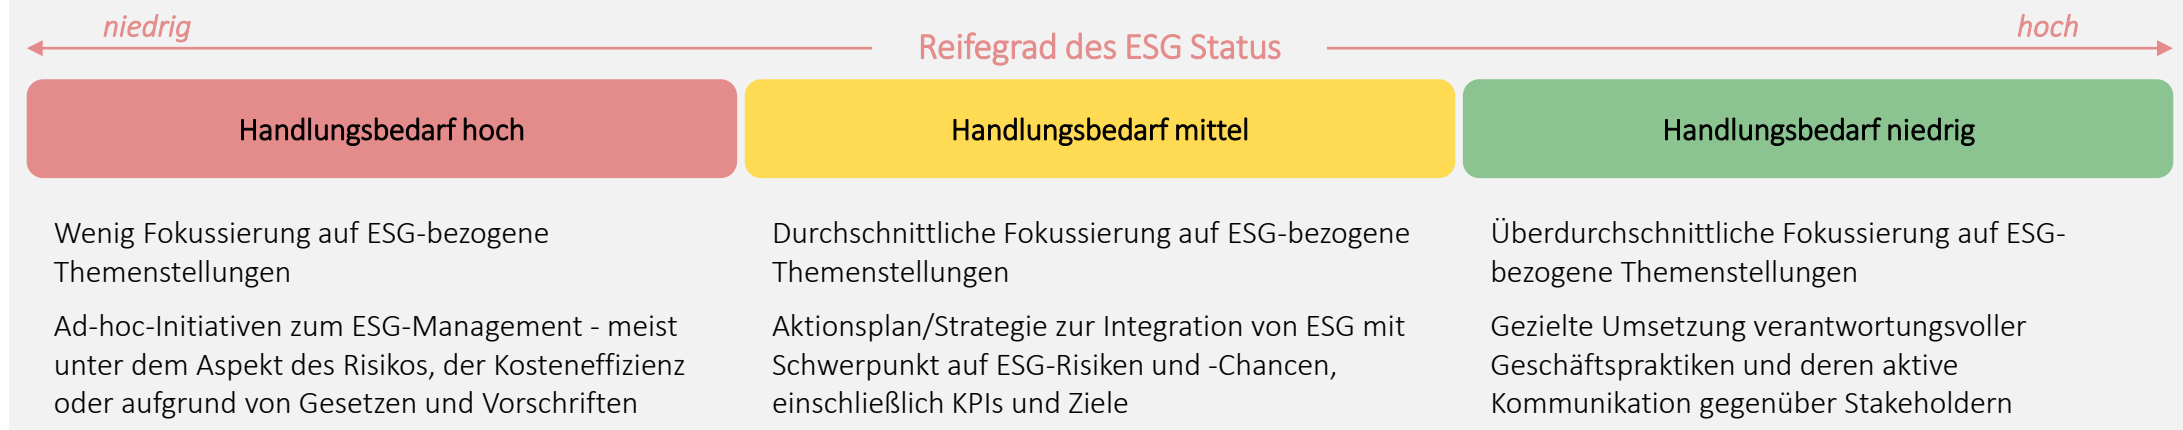 niedrig
Reifegrad des ESG Status
hoch
Handlungsbedarf hoch
Wenig Fokussierung auf ESG-bezogene
Themenstellungen
Ad-hoc-Initiativen zum ESG-Management - meist
unter dem Aspekt des Risikos, der Kosteneffizienz
oder aufgrund von Gesetzen und Vorschriften
Handlungsbedarf mittel
Durchschnittliche Fokussierung auf ESG-bezogene
Themenstellungen
Aktionsplan/Strategie zur Integration von ESG mit
Schwerpunkt auf ESG-Risiken und -Chancen,
einschließlich KPIs und Ziele
Handlungsbedarf niedrig
Überdurchschnittliche Fokussierung auf ESG-
bezogene Themenstellungen
Gezielte Umsetzung verantwortungsvoller
Geschäftspraktiken und deren aktive
Kommunikation gegenüber Stakeholdern